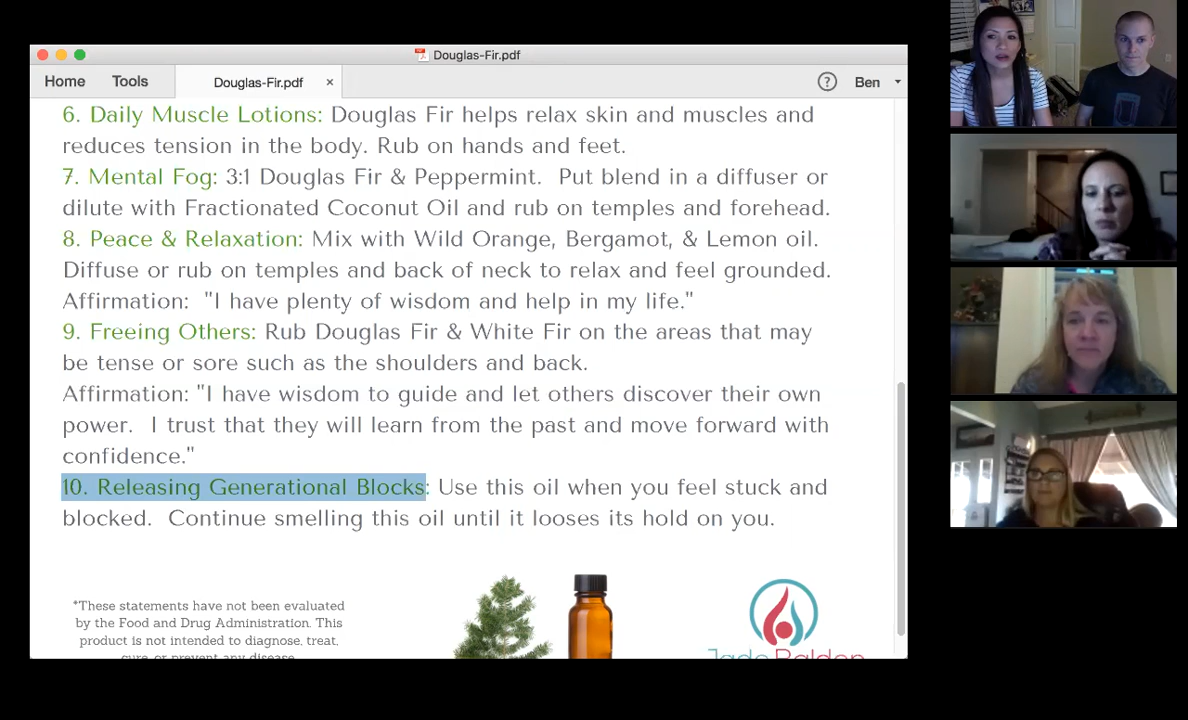 Douglas-Fir.pdf
Home Tools Douglas-Fir.pdf × ? Ben
6. Daily Muscle Lotions: Douglas Fir helps relax skin and muscles and
reduces tension in the body. Rub on hands and feet.
7. Mental Fog: 3:1 Douglas Fir & Peppermint. Put blend in a diffuser or
dilute with Fractionated Coconut Oil and rub on temples and forehead.
8. Peace & Relaxation: Mix with Wild Orange, Bergamot, & Lemon oil.
Diffuse or rub on temples and back of neck to relax and feel grounded.
Affirmation: "I have plenty of wisdom and help in my life."
9. Freeing Others: Rub Douglas Fir & White Fir on the areas that may
be tense or sore such as the shoulders and back.
Affirmation: "I have wisdom to guide and let others discover their own
power. I trust that they will learn from the past and move forward with
confidence."
10. Releasing Generational Blocks: Use this oil when you feel stuck and
blocked. Continue smelling this oil until it looses its hold on you.
*These statements have not been evaluated
by the Food and Drug Administration. This
product is not intended to diagnose, treat,
cure, or prevent any disease.
Jade Balden